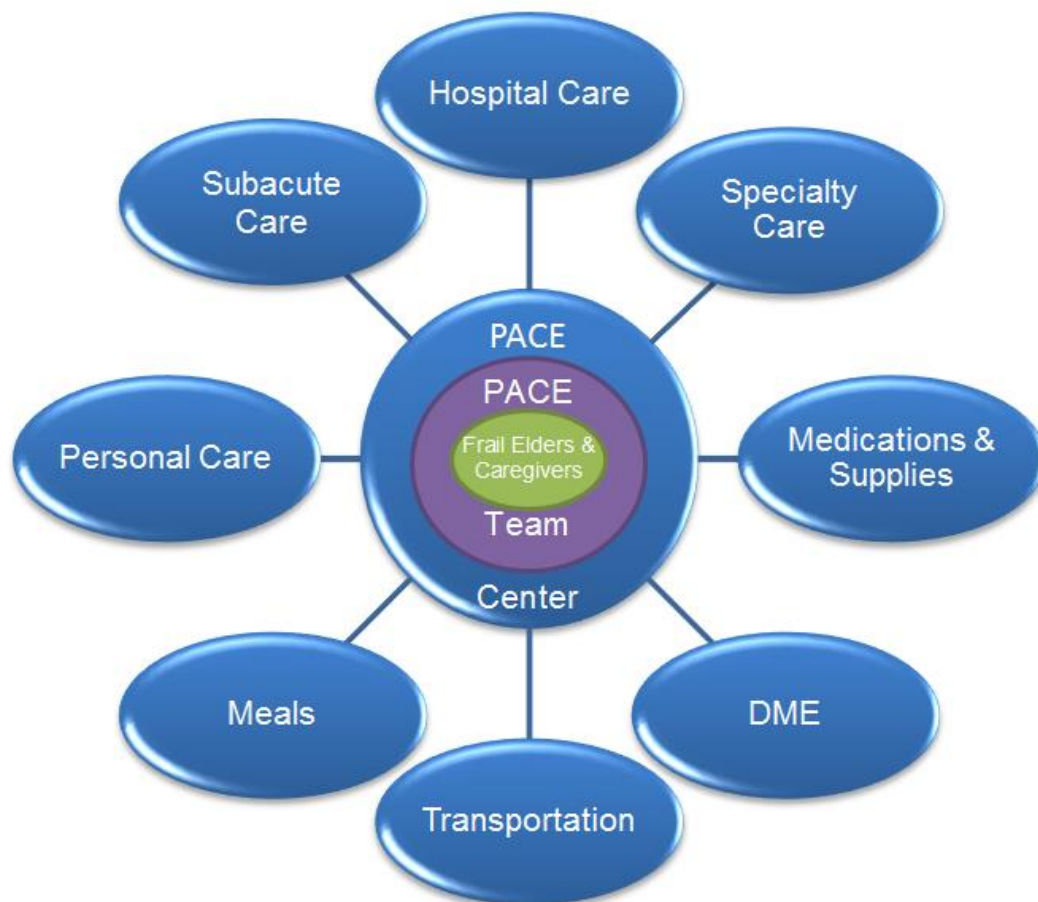 Hospital Care
Subacute
Care
Specialty
Care
PACE
PACE
Frail Elders &
Caregivers
Team
Center
Personal Care
Medications &
Supplies
Meals
DME
Transportation